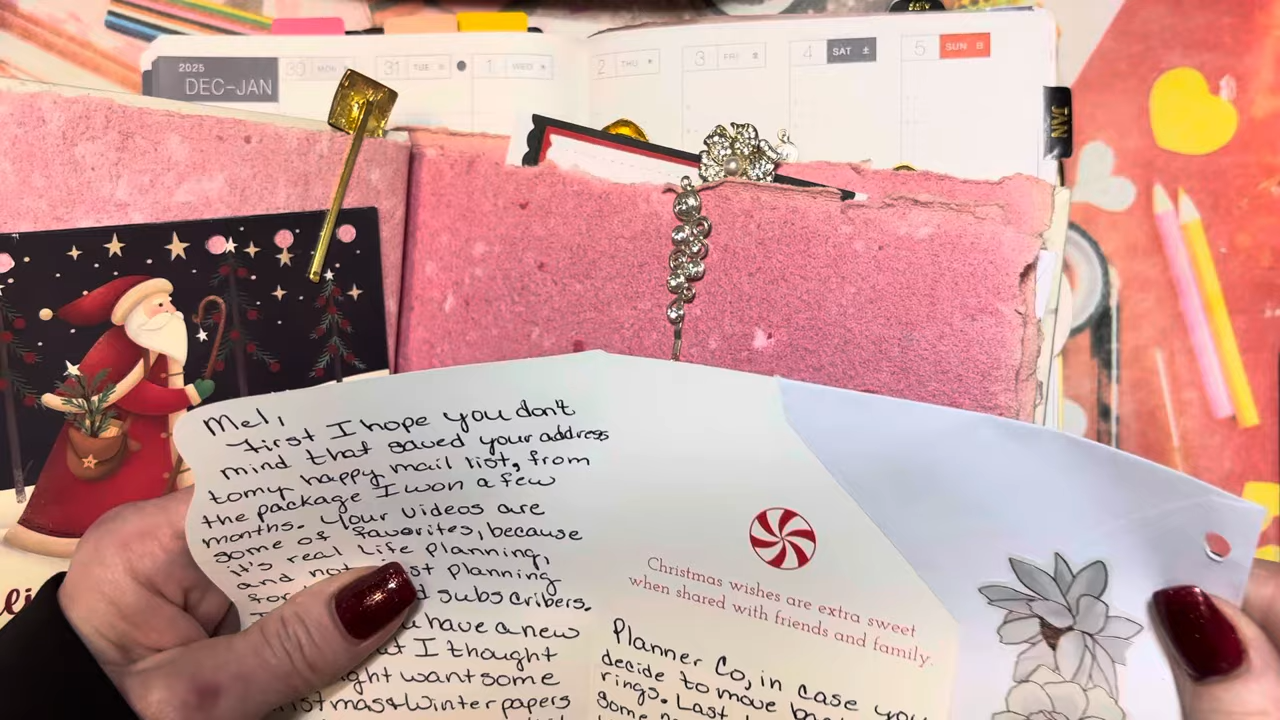 2025
DEC-JAN
30 MON
31 TUE
1 WED
2 THU
3 FRI
4 SAT
5 SUN
JAN
Mel,
First I hope you don't
mind that saved your address
tomy happy mail list, from
the package I won a few
months. Your videos are
some of favorites, because
it's real life planning,
and not planning
for subscribers.
have a new
I thought
want some
Winter papers
Christmas wishes are extra sweet
when shared with friends and family.
Planner Co, in case you
decide to move
rings. Last
some